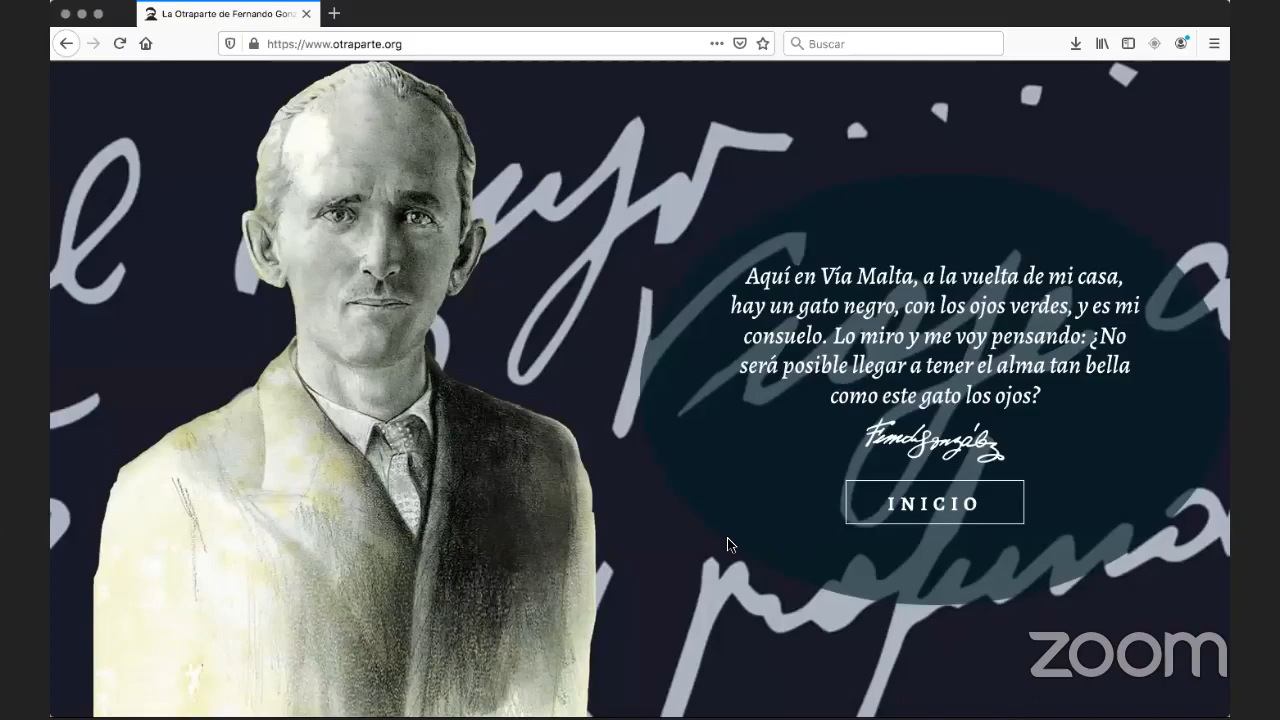 La Otraparte de Fernando Gonz
https://www.otraparte.org
Buscar
Aquí en Vía Malta, a la vuelta de mi casa,
hay un gato negro, con los ojos verdes, y es mi
consuelo. Lo miro y me voy pensando: ¿No
será posible llegar a tener el alma tan bella
como este gato los ojos?
INICIO
zoom